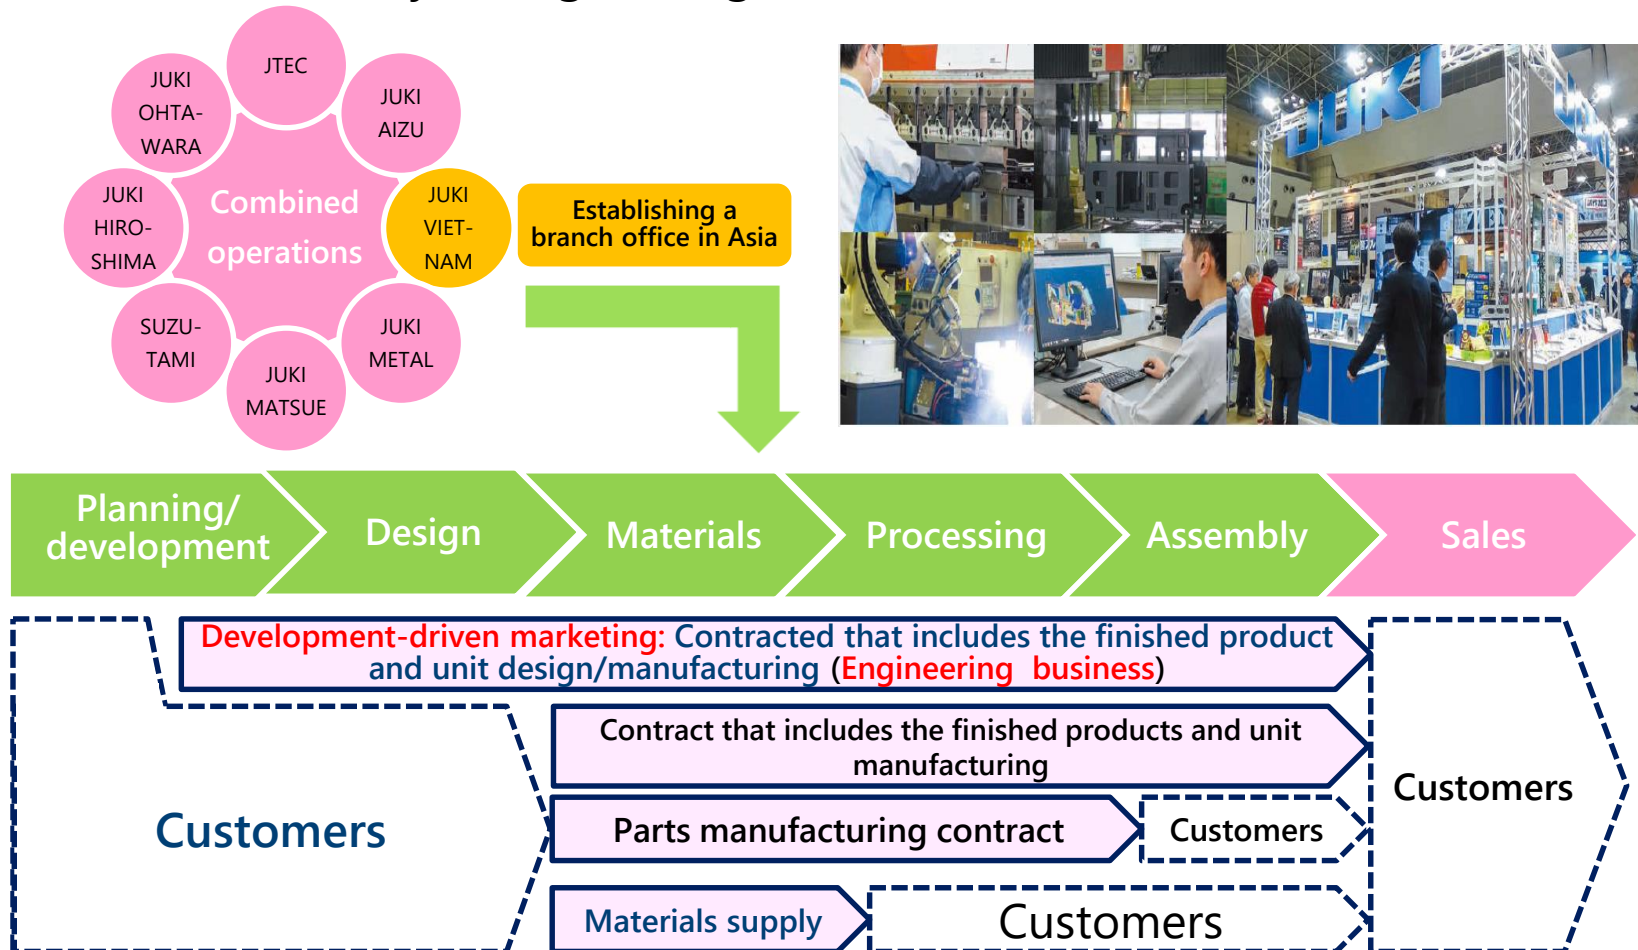 JTEC
JUKI
OHTA-
WARA
JUKI
AIZU
JUKI
HIRO-
SHIMA
Combined
operations
JUKI
VIET-
NAM
Establishing a
branch office in Asia
SUZU-
TAMI
JUKI
METAL
JUKI
MATSUE
JUKI
Planning/
development
Design
Materials
Processing
Assembly
Sales
Development-driven marketing: Contracted that includes the finished product
and unit design/manufacturing (Engineering business)
Contract that includes the finished products and unit
manufacturing
Customers
Customers
Parts manufacturing contract
Customers
Materials supply
Customers